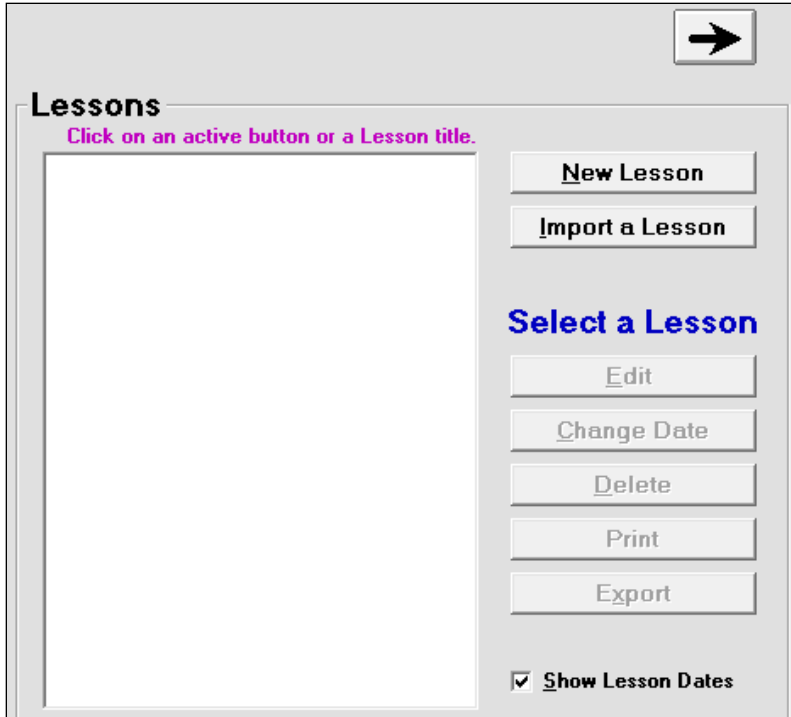 Lessons
Click on an active button or a Lesson title.
New Lesson
Import a Lesson
Select a Lesson
Edit
Change Date
Delete
Print
Export
Show Lesson Dates